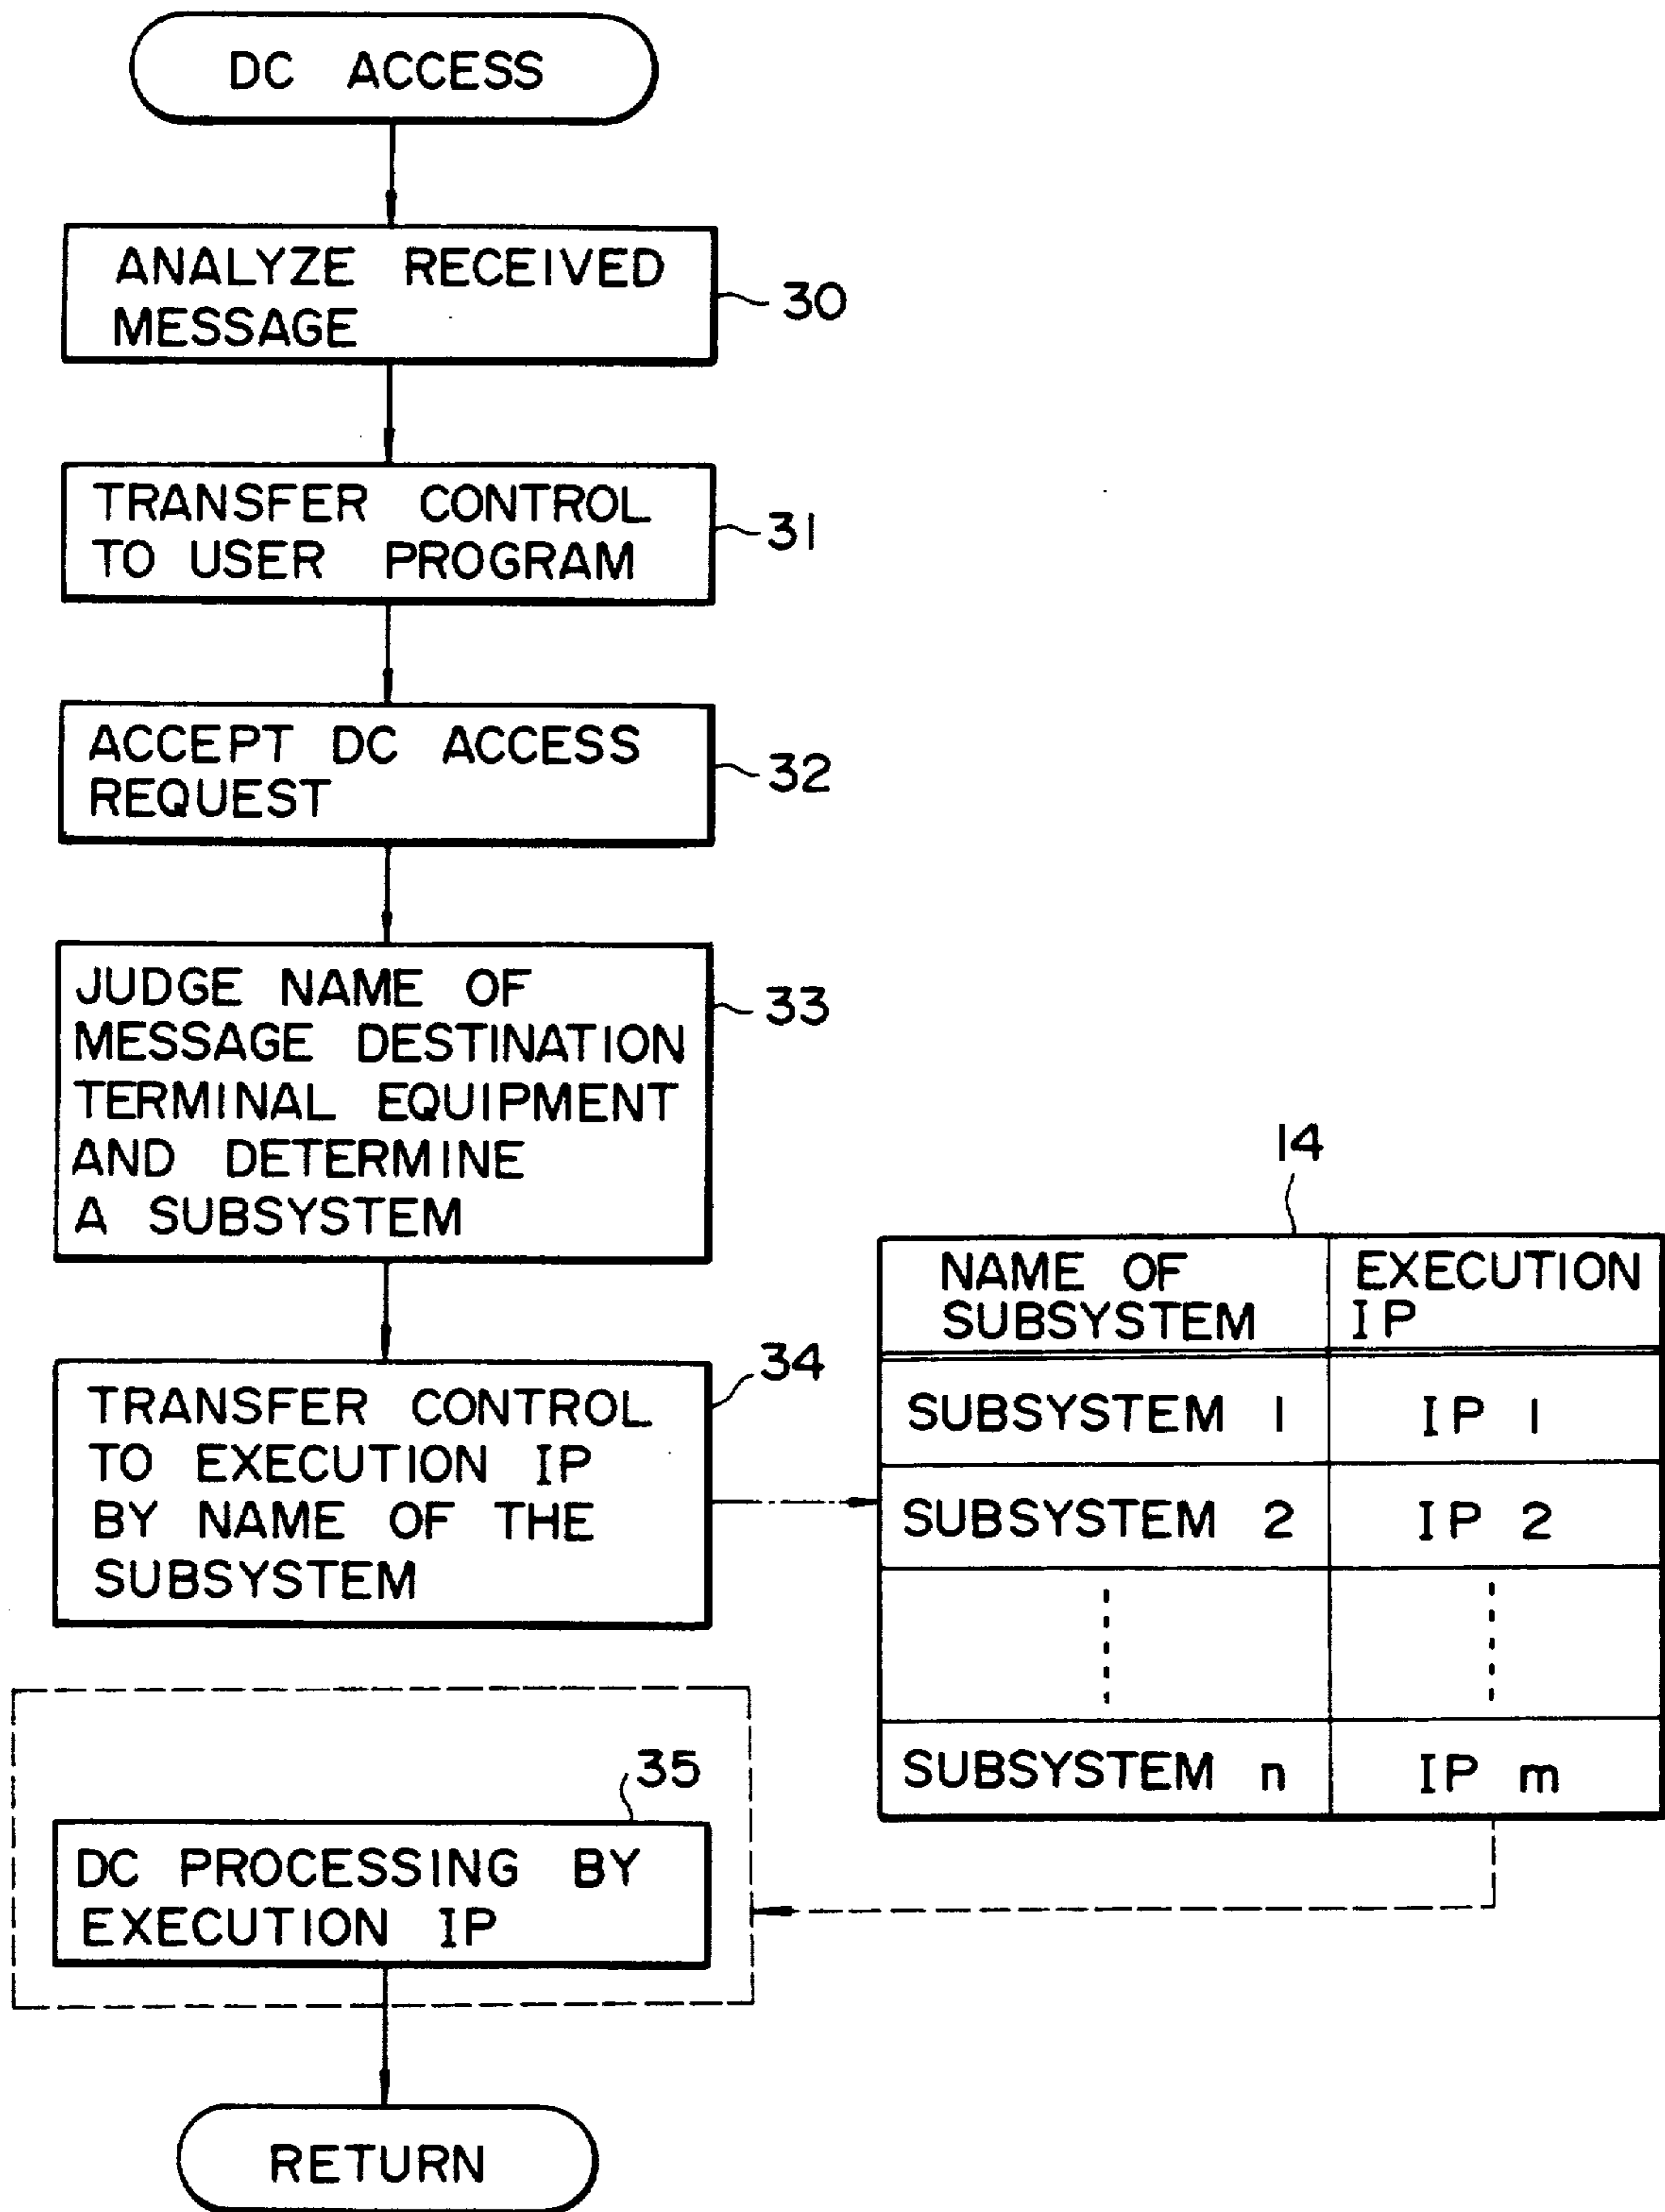 DC ACCESS
ANALYZE RECEIVED
MESSAGE
30
TRANSFER CONTROL
TO USER PROGRAM
31
ACCEPT DC ACCESS
REQUEST
32
JUDGE NAME OF
MESSAGE DESTINATION
TERMINAL EQUIPMENT
AND DETERMINE
A SUBSYSTEM
33
TRANSFER CONTROL
TO EXECUTION IP
BY NAME OF THE
SUBSYSTEM
34
14
NAME OF
SUBSYSTEM
EXECUTION
IP
SUBSYSTEM 1
IP 1
SUBSYSTEM 2
IP 2
SUBSYSTEM n
IP m
35
DC PROCESSING BY
EXECUTION IP
RETURN